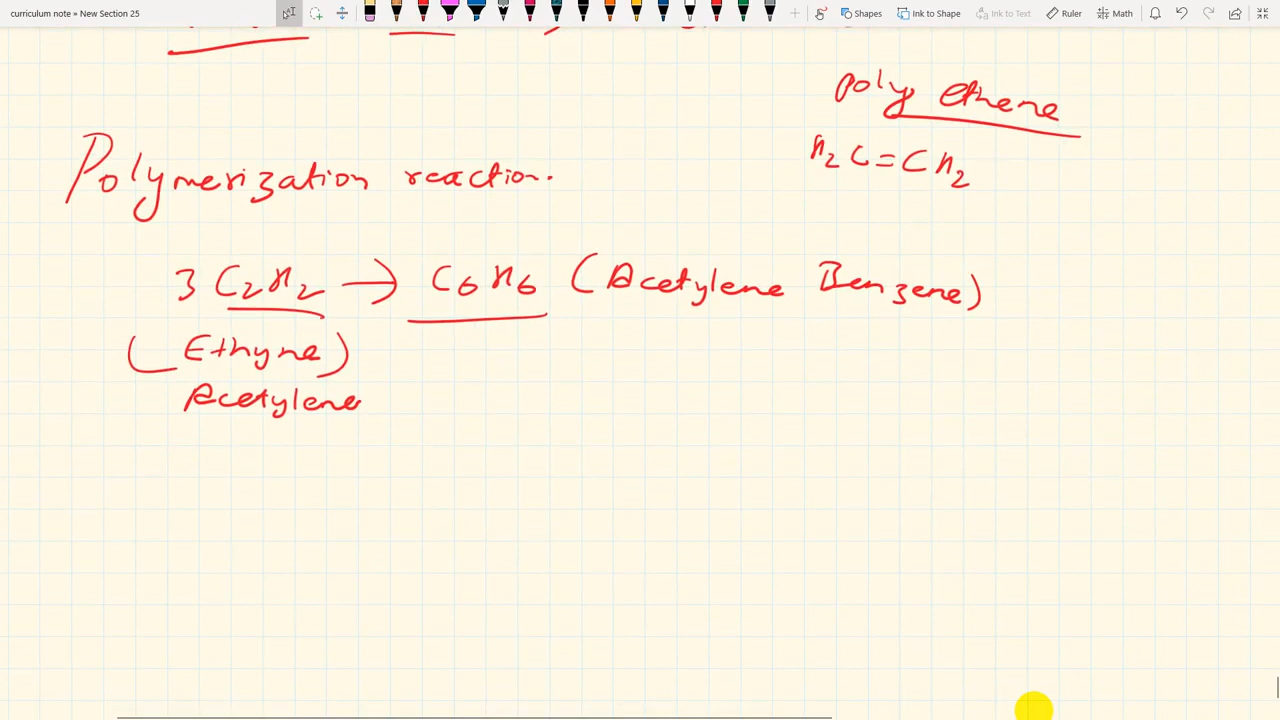 curriculum note » New Section 25
Shapes
Ink to Shape
Ink to Text
Ruler
Math
poly ethene
H₂C=CH₂
Polymerization reaction.
3 C₂H₂ → C₆H₆ (Acetylene Benzene)
(Ethyne)
Acetylene